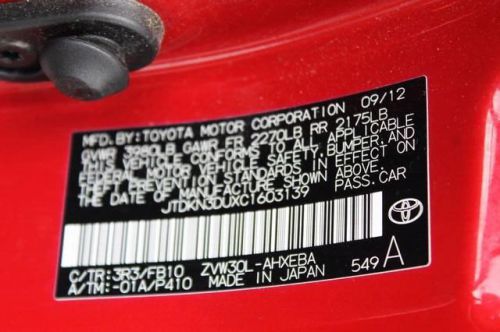 MFD. BY: TOYOTA MOTOR CORPORATION 09/12
GVWR 3980LB GAWR FR 2270LB RR 2175LB
THIS VEHICLE CONFORMS TO ALL APPLICABLE
FEDERAL MOTOR VEHICLE SAFETY, BUMPER, AND
THEFT PREVENTION STANDARDS IN EFFECT ON
THE DATE OF MANUFACTURE SHOWN ABOVE.
JTDKN3DUXC1603139 PASS. CAR
C/TR: 3R3/FB10 ZVW30L-AHXEBA
A/TM: -01A/P410 MADE IN JAPAN 549 A